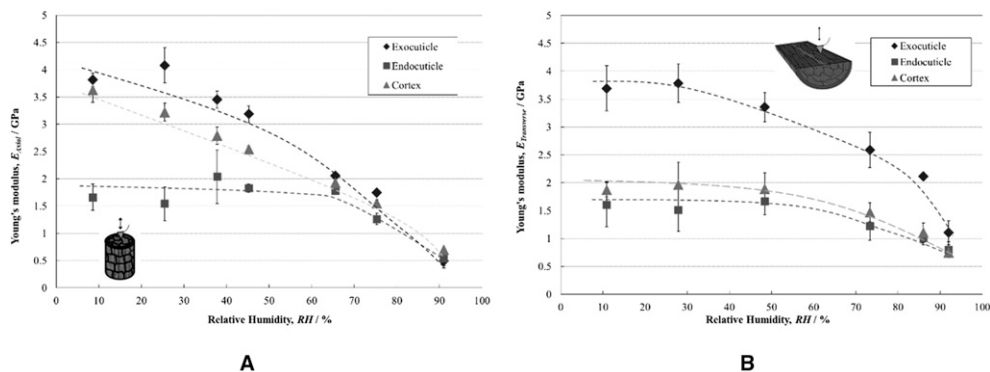 5
4.5
4
3.5
3
2.5
2
1.5
1
0.5
0
Young's modulus, E_Axial / GPa
Exocuticle
Endocuticle
Cortex
0 10 20 30 40 50 60 70 80 90 100
Relative Humidity, RH / %
A
5
4.5
4
3.5
3
2.5
2
1.5
1
0.5
0
Young's modulus, E_Transverse / GPa
Exocuticle
Endocuticle
Cortex
0 10 20 30 40 50 60 70 80 90 100
Relative Humidity, RH / %
B